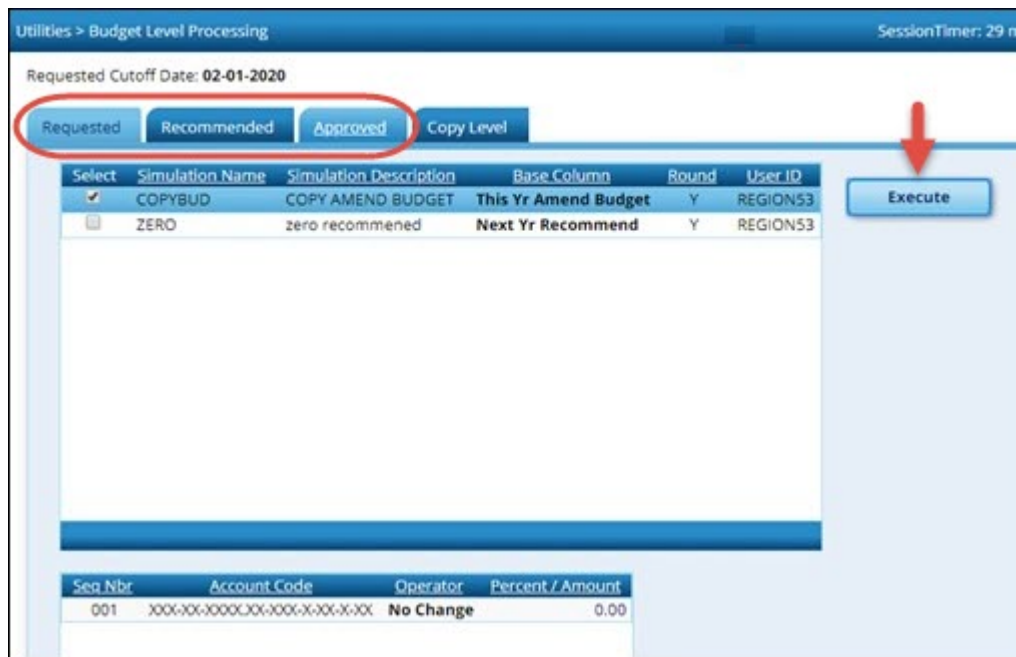 Utilities > Budget Level Processing SessionTimer: 29 m
Requested Cutoff Date: 02-01-2020
Requested Recommended Approved Copy Level
Select Simulation Name Simulation Description Base Column Round User ID
COPYBUD COPY AMEND BUDGET This Yr Amend Budget Y REGION53
Execute
ZERO zero recommened Next Yr Recommend Y REGION53
Seq Nbr Account Code Operator Percent / Amount
001 XXX-XX-XXXX.XX-XXX-X-XX-X-XX No Change 0.00